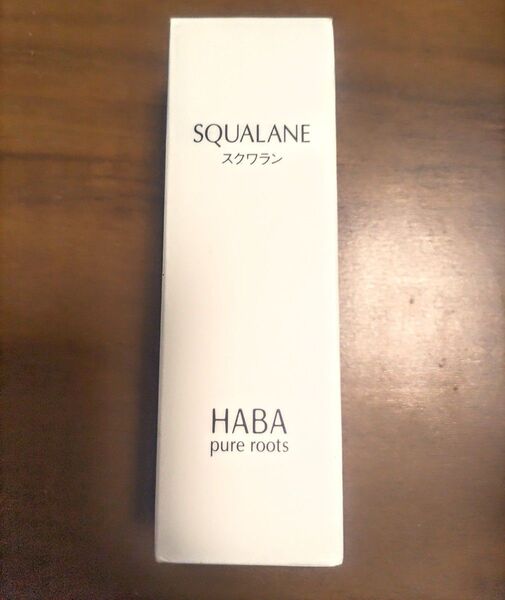 SQUALANE
スクワラン
HABA
pure roots